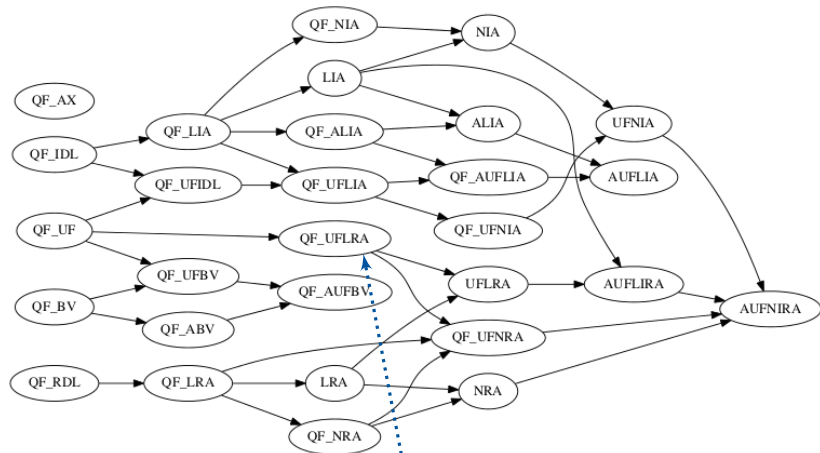 QF_NIA
NIA
LIA
QF_AX
UFNIA
QF_LIA
QF_ALIA
ALIA
QF_IDL
QF_UFIDL
QF_UFLIA
QF_AUFLIA
AUFLIA
QF_UF
QF_UFLRA
QF_UFNIA
QF_UFBV
UFLRA
AUFLIRA
QF_AUFBV
QF_BV
QF_ABV
AUFNIRA
QF_UFNRA
QF_RDL
QF_LRA
LRA
NRA
QF_NRA